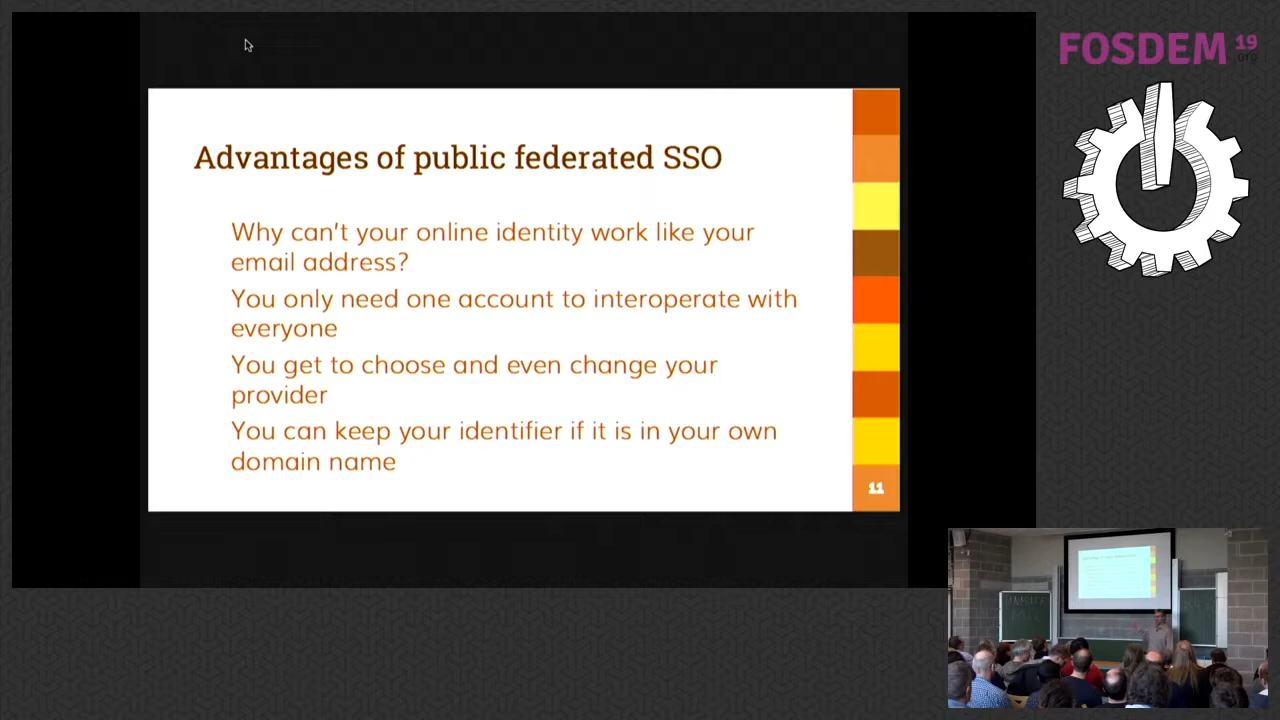 FOSDEM 19
.org
Advantages of public federated SSO
Why can't your online identity work like your
email address?
You only need one account to interoperate with
everyone
You get to choose and even change your
provider
You can keep your identifier if it is in your own
domain name
11